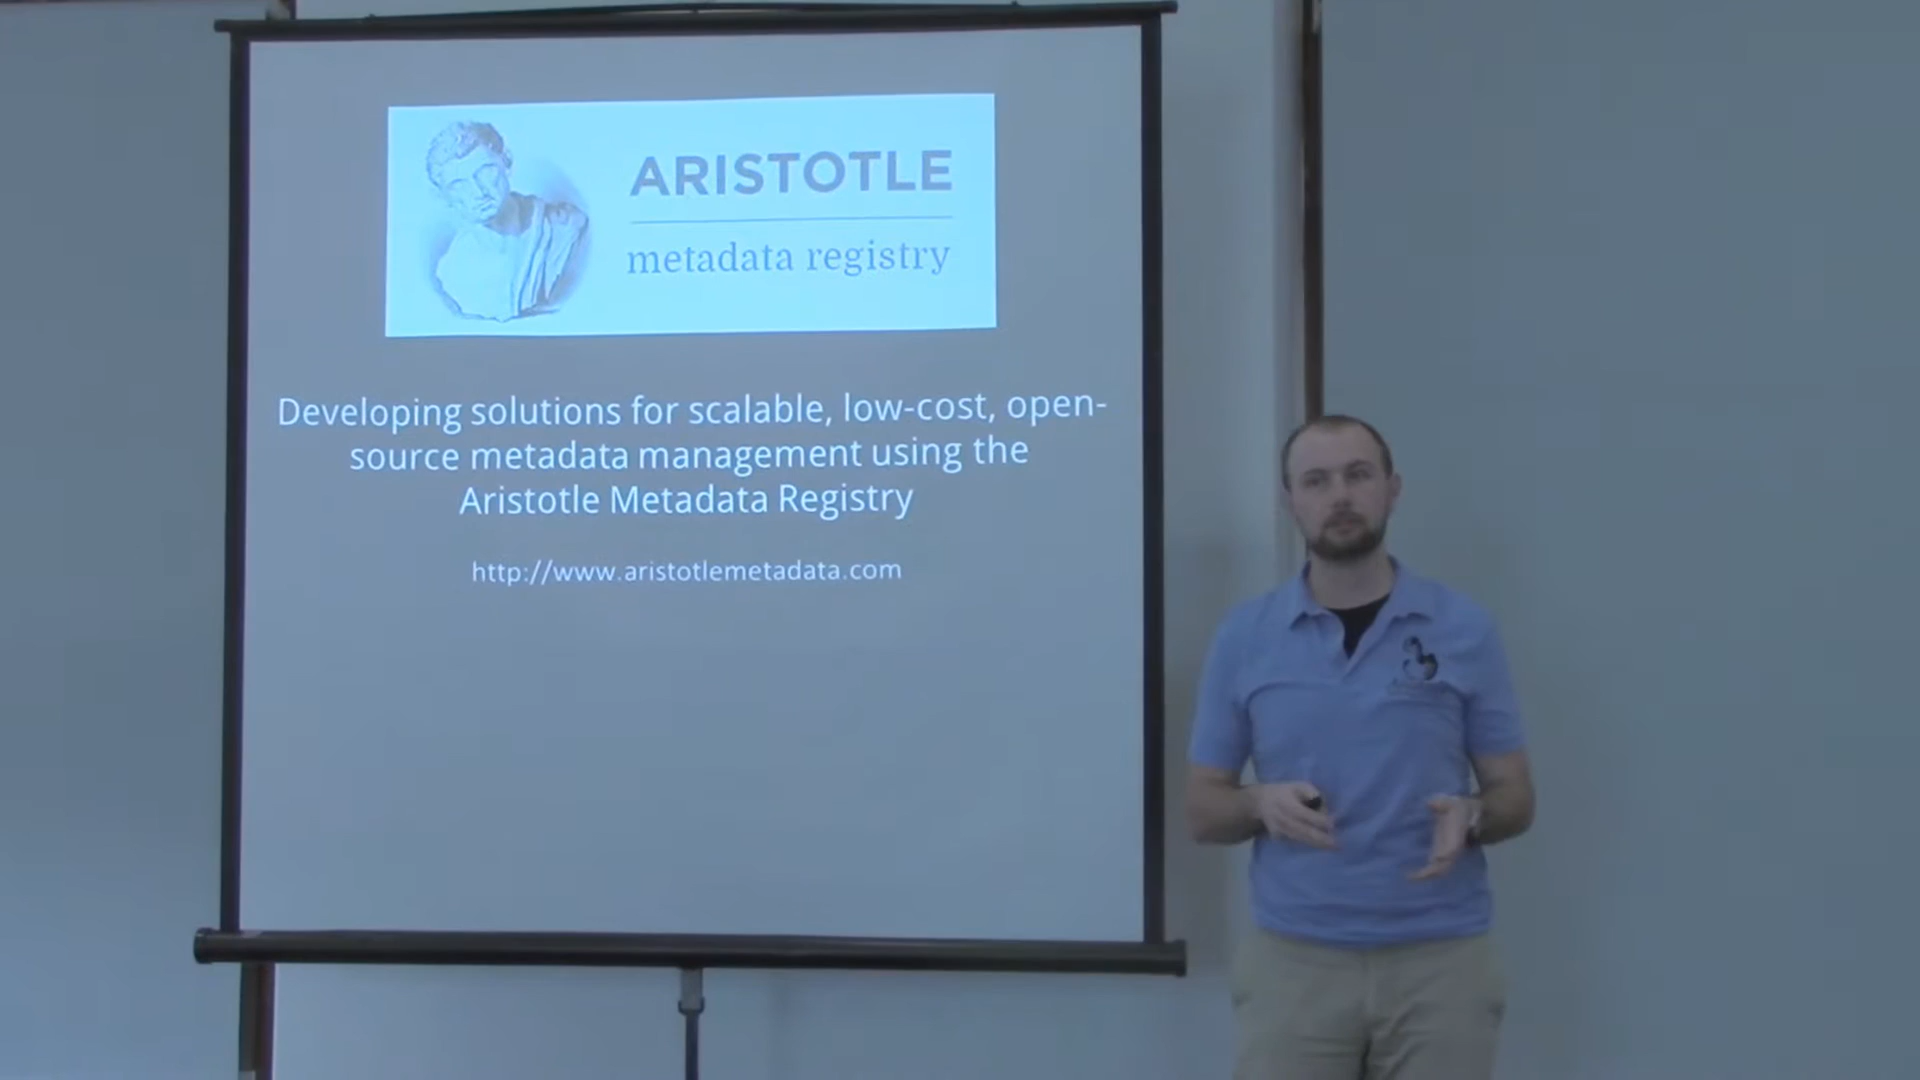 ARISTOTLE
metadata registry
Developing solutions for scalable, low-cost, open-
source metadata management using the
Aristotle Metadata Registry
http://www.aristotlemetadata.com